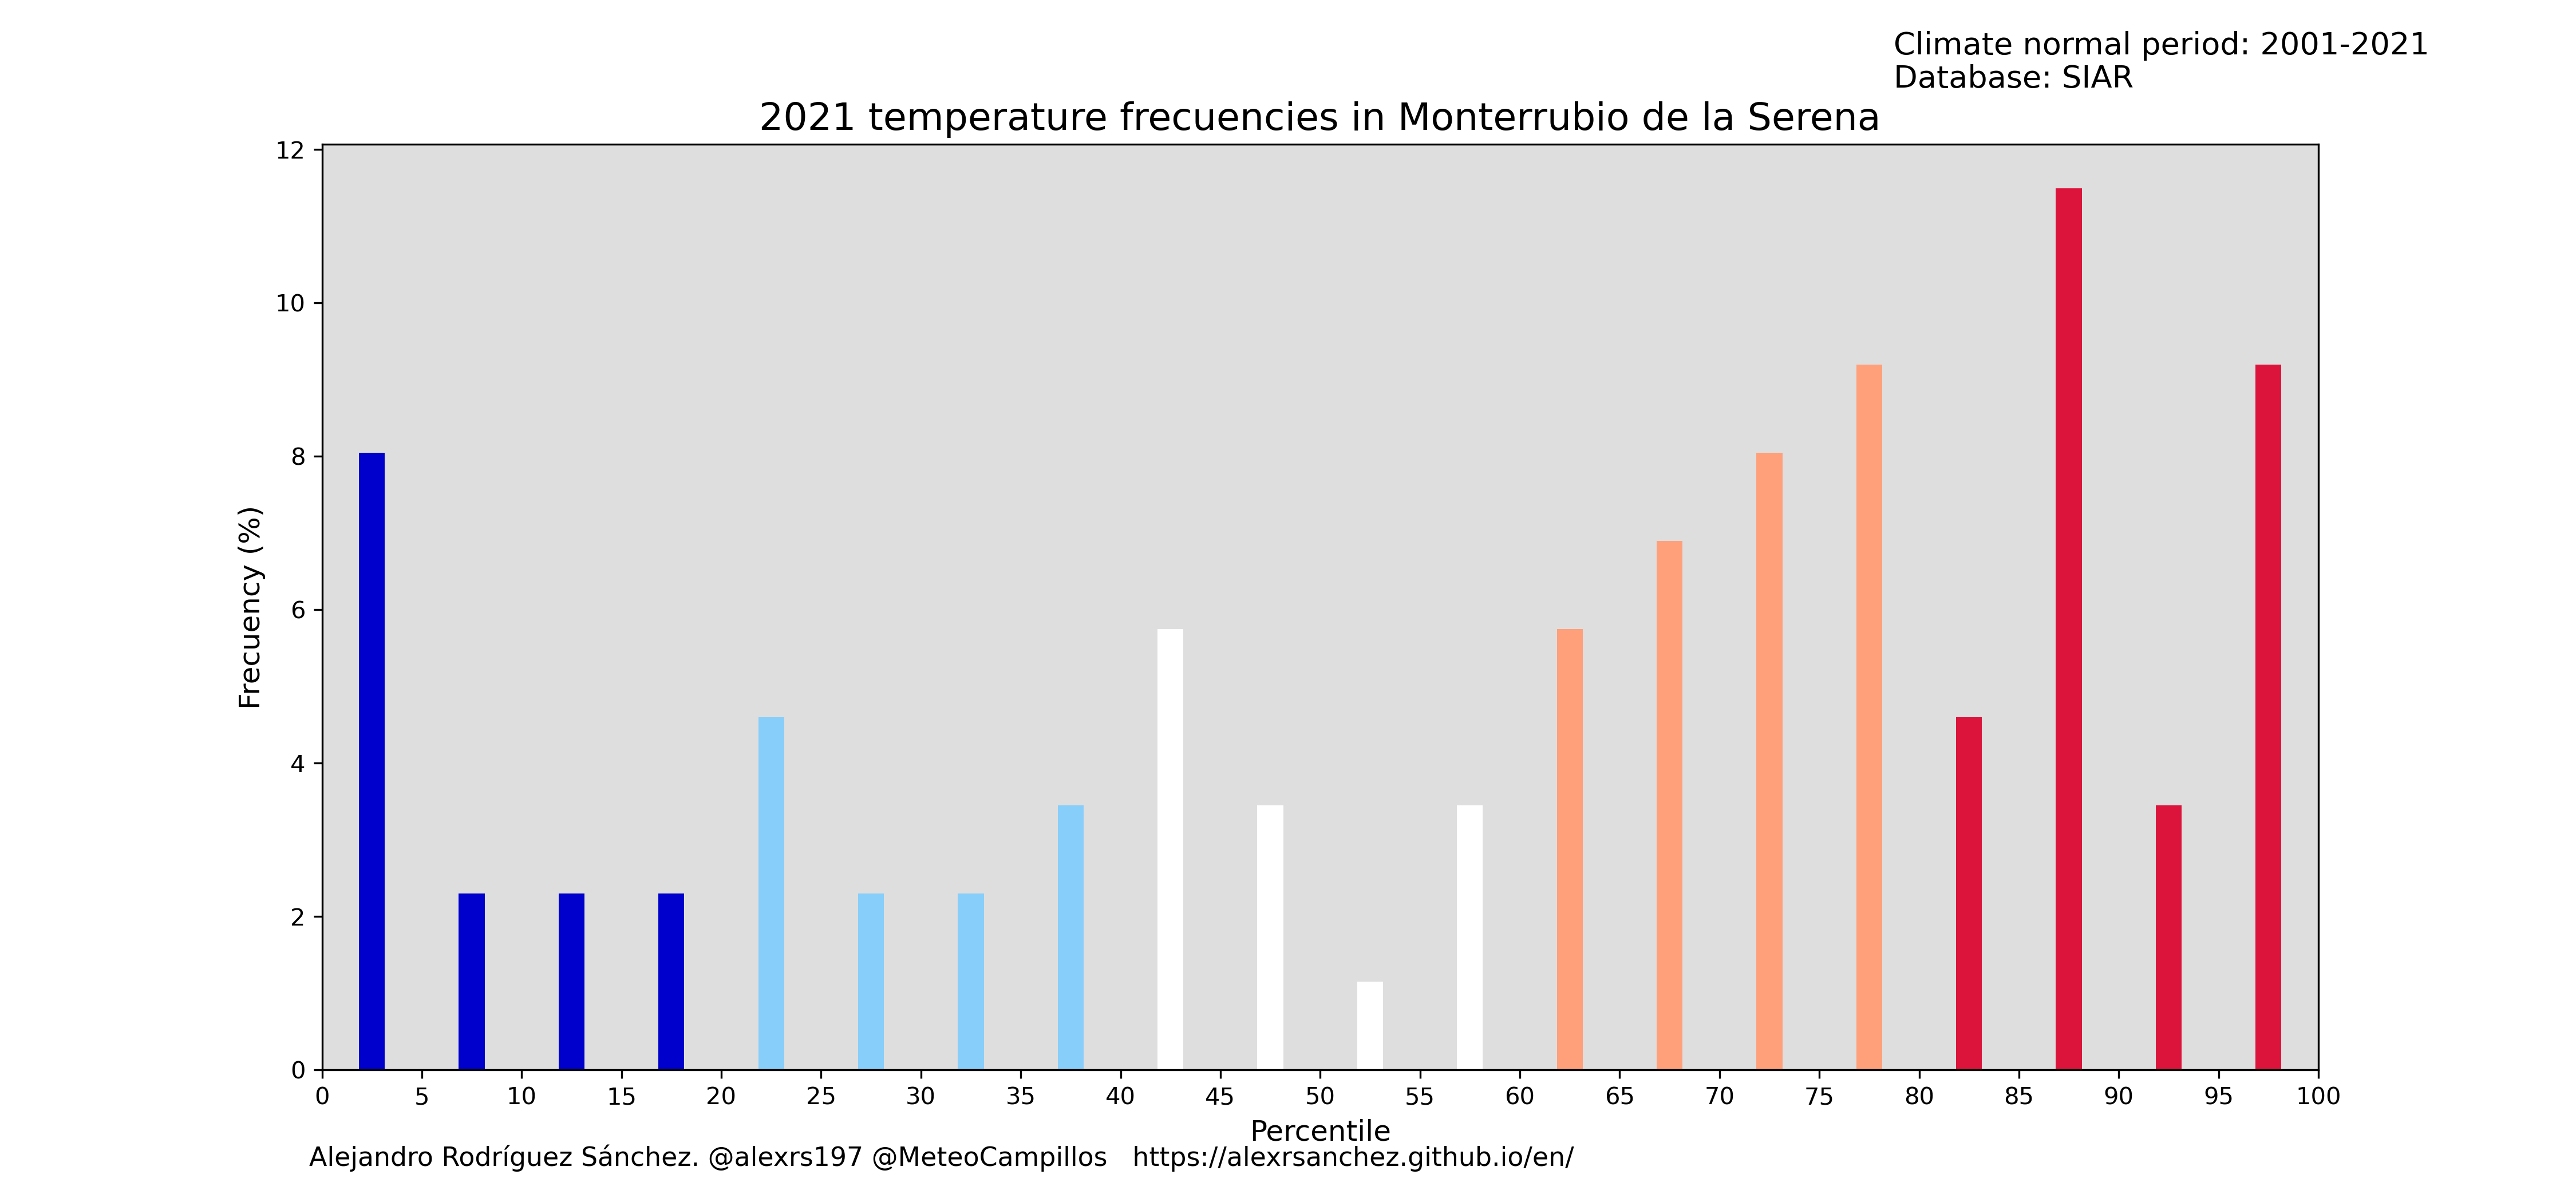 Climate normal period: 2001-2021
Database: SIAR
2021 temperature frecuencies in Monterrubio de la Serena
12
10
8
6
4
2
0
Frecuency (%)
0 5 10 15 20 25 30 35 40 45 50 55 60 65 70 75 80 85 90 95 100
Percentile
Alejandro Rodríguez Sánchez. @alexrs197 @MeteoCampillos https://alexrsanchez.github.io/en/